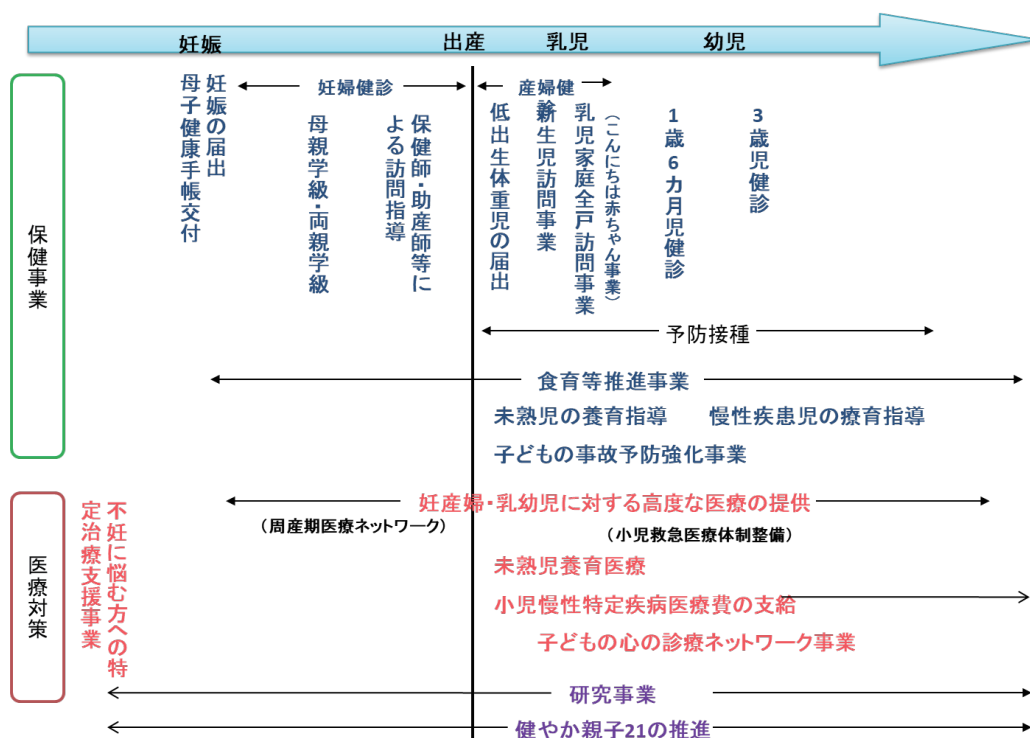 妊娠
出産
乳児
幼児
保健事業
妊娠の届出
母子健康手帳交付
妊婦健診
母親学級・両親学級
保健師・助産師等に
よる訪問指導
産婦健
診
低出生体重児の届出
新生児訪問事業
乳児家庭全戸訪問事業
(こんにちは赤ちゃん事業)
1歳6カ月児健診
3歳児健診
予防接種
食育等推進事業
未熟児の養育指導
慢性疾患児の療育指導
子どもの事故予防強化事業
医療対策
不妊に悩む方への特
定治療支援事業
妊産婦・乳幼児に対する高度な医療の提供
(周産期医療ネットワーク)
(小児救急医療体制整備)
未熟児養育医療
小児慢性特定疾病医療費の支給
子どもの心の診療ネットワーク事業
研究事業
健やか親子21の推進